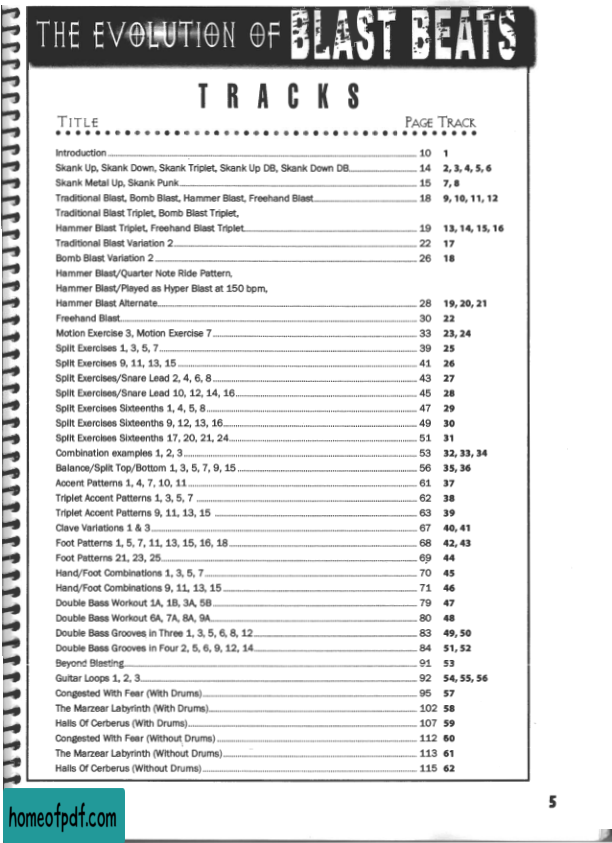 THE EVOLUTION OF BLAST BEATS
TRACKS
TITLE PAGE TRACK
Introduction 10 1
Skank Up, Skank Down, Skank Triplet, Skank Up DB, Skank Down DB 14 2, 3, 4, 5, 6
Skank Metal Up, Skank Punk 15 7, 8
Traditional Blast, Bomb Blast, Hammer Blast, Freehand Blast 18 9, 10, 11, 12
Traditional Blast Triplet, Bomb Blast Triplet,
Hammer Blast Triplet, Freehand Blast Triplet 19 13, 14, 15, 16
Traditional Blast Variation 2 22 17
Bomb Blast Variation 2 26 18
Hammer Blast/Quarter Note Ride Pattern,
Hammer Blast/Played as Hyper Blast at 150 bpm,
Hammer Blast Alternate 28 19, 20, 21
Freehand Blast 30 22
Motion Exercise 3, Motion Exercise 7 33 23, 24
Split Exercises 1, 3, 5, 7 39 25
Split Exercises 9, 11, 13, 15 41 26
Split Exercises/Snare Lead 2, 4, 6, 8 43 27
Split Exercises/Snare Lead 10, 12, 14, 16 45 28
Split Exercises Sixteenths 1, 4, 5, 8 47 29
Split Exercises Sixteenths 9, 12, 13, 16 49 30
Split Exercises Sixteenths 17, 20, 21, 24 51 31
Combination examples 1, 2, 3 53 32, 33, 34
Balance/Split Top/Bottom 1, 3, 5, 7, 9, 15 56 35, 36
Accent Patterns 1, 4, 7, 10, 11 61 37
Triplet Accent Patterns 1, 3, 5, 7 62 38
Triplet Accent Patterns 9, 11, 13, 15 63 39
Clave Variations 1 & 3 67 40, 41
Foot Patterns 1, 5, 7, 11, 13, 15, 16, 18 68 42, 43
Foot Patterns 21, 23, 25 69 44
Hand/Foot Combinations 1, 3, 5, 7 70 45
Hand/Foot Combinations 9, 11, 13, 15 71 46
Double Bass Workout 1A, 1B, 3A, 5B 79 47
Double Bass Workout 6A, 7A, 8A, 9A 80 48
Double Bass Grooves in Three 1, 3, 5, 6, 8, 12 83 49, 50
Double Bass Grooves in Four 2, 5, 6, 9, 12, 14 84 51, 52
Beyond Blasting 91 53
Guitar Loops 1, 2, 3 92 54, 55, 56
Congested With Fear (With Drums) 95 57
The Marzear Labyrinth (With Drums) 102 58
Halls Of Cerberus (With Drums) 107 59
Congested With Fear (Without Drums) 112 60
The Marzear Labyrinth (Without Drums) 113 61
Halls Of Cerberus (Without Drums) 115 62
5
homeofpdf.com